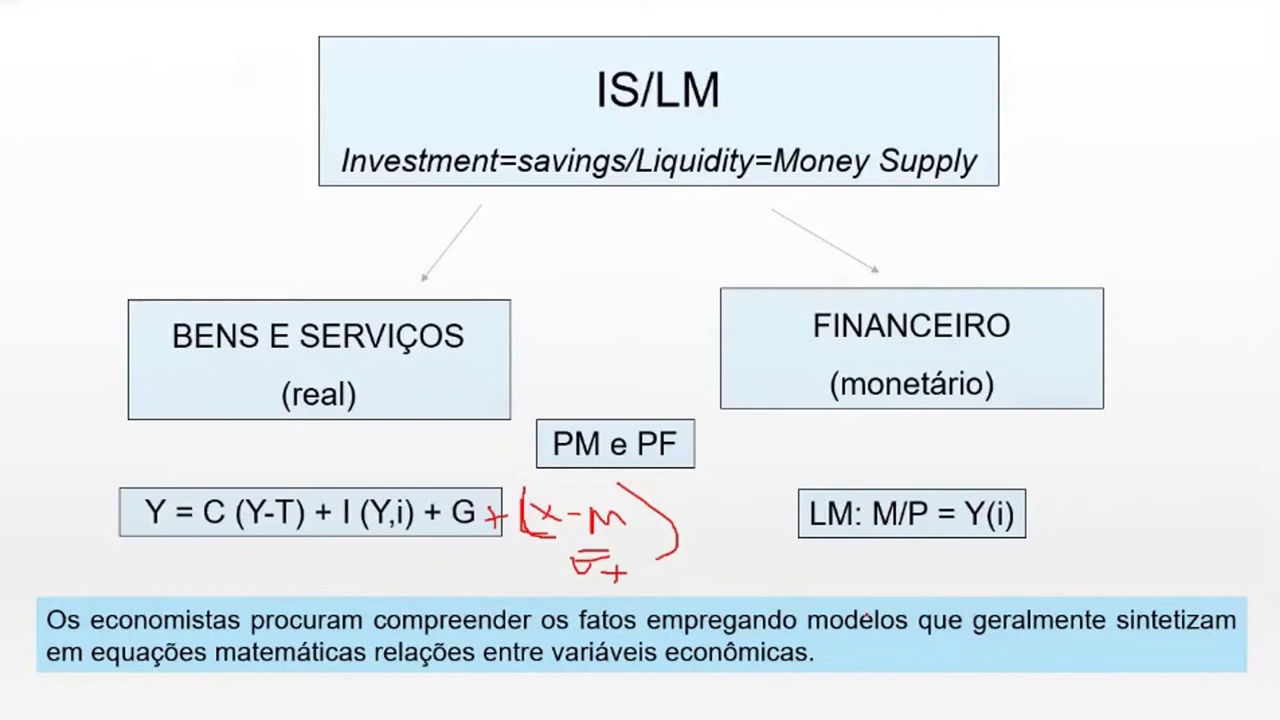 IS/LM
Investment=savings/Liquidity=Money Supply
BENS E SERVIÇOS
(real)
FINANCEIRO
(monetário)
PM e PF
Y = C (Y-T) + I (Y,i) + G + (X - M)
LM: M/P = Y(i)
Os economistas procuram compreender os fatos empregando modelos que geralmente sintetizam
em equações matemáticas relações entre variáveis econômicas.